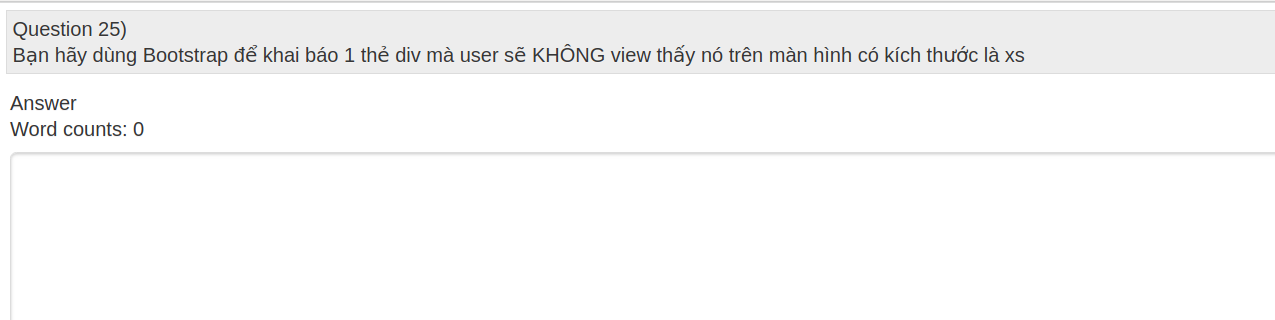 Question 25)
Bạn hãy dùng Bootstrap để khai báo 1 thẻ div mà user sẽ KHÔNG view thấy nó trên màn hình có kích thước là xs
Answer
Word counts: 0